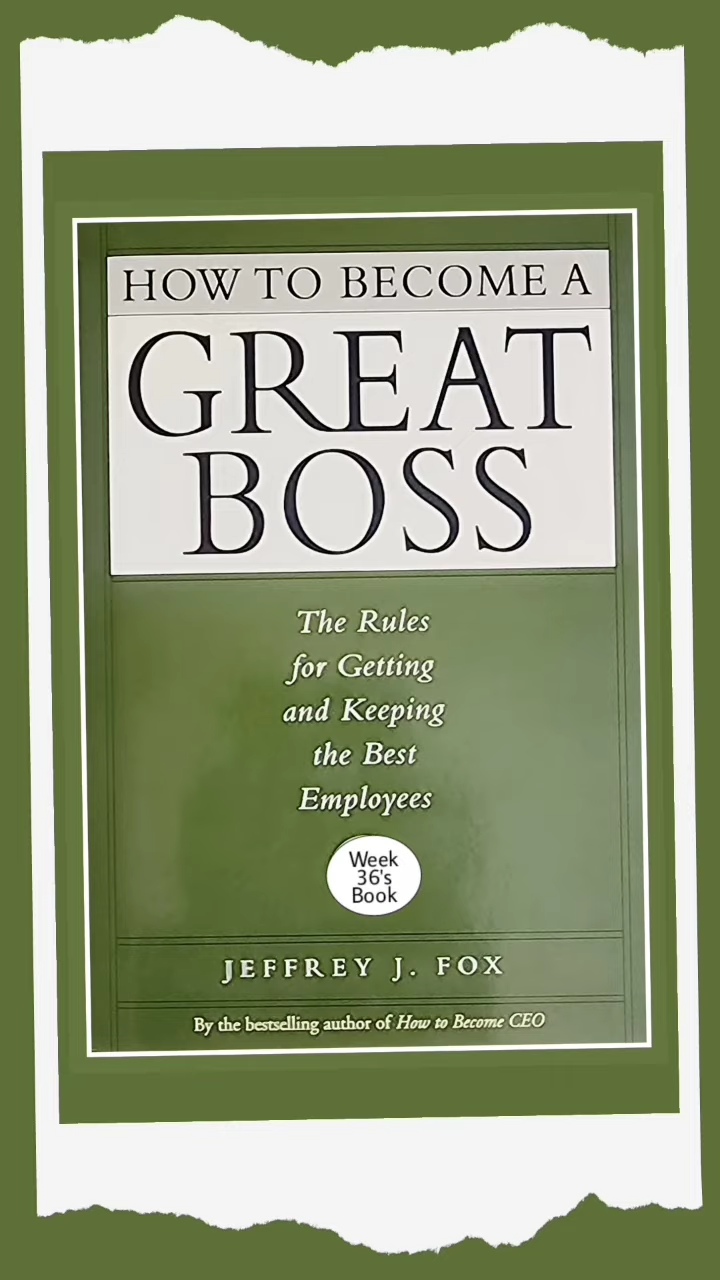 HOW TO BECOME A
GREAT
BOSS
The Rules
for Getting
and Keeping
the Best
Employees
Week
36's
Book
JEFFREY J. FOX
By the bestselling author of How to Become CEO